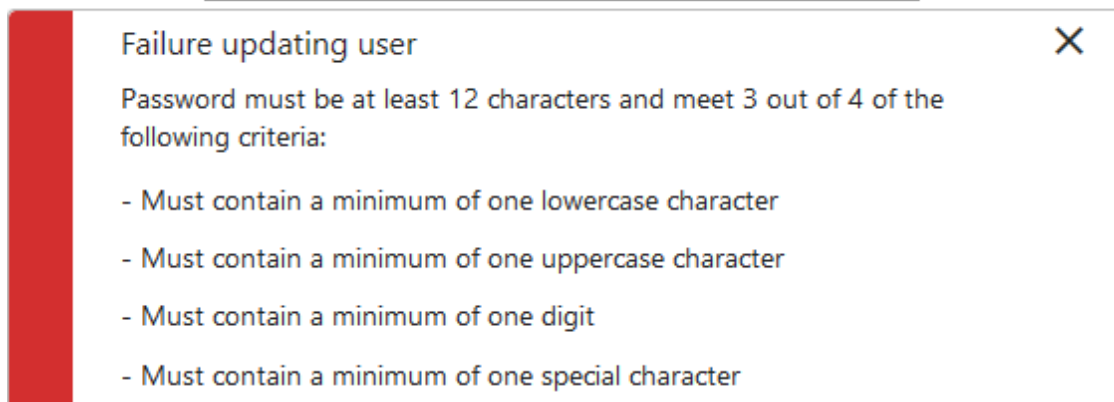 Failure updating user
Password must be at least 12 characters and meet 3 out of 4 of the
following criteria:
- Must contain a minimum of one lowercase character
- Must contain a minimum of one uppercase character
- Must contain a minimum of one digit
- Must contain a minimum of one special character